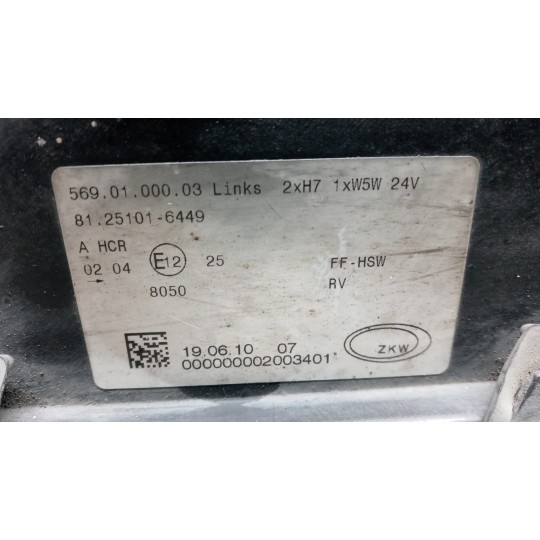 569.01.000.03 Links 2xH7 1xW5W 24V
81.25101-6449
A HCR
02 04 E12 25 FF-HSW
8050 RV
19.06.10 07
000000002003401*
ZKW